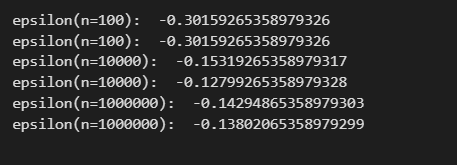 epsilon(n=100):  -0.30159265358979326
epsilon(n=100):  -0.30159265358979326
epsilon(n=10000):  -0.15319265358979317
epsilon(n=10000):  -0.12799265358979328
epsilon(n=1000000):  -0.14294865358979303
epsilon(n=1000000):  -0.13802065358979299